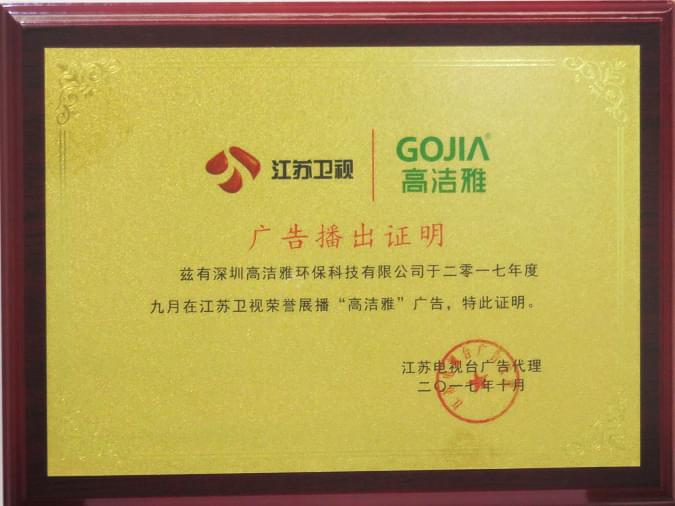 江苏卫视
GOJIA®
高洁雅
广告播出证明
兹有深圳高洁雅环保科技有限公司于二零一七年度
九月在江苏卫视荣誉展播“高洁雅”广告，特此证明。
江苏电视台广告代理
二〇一七年十月